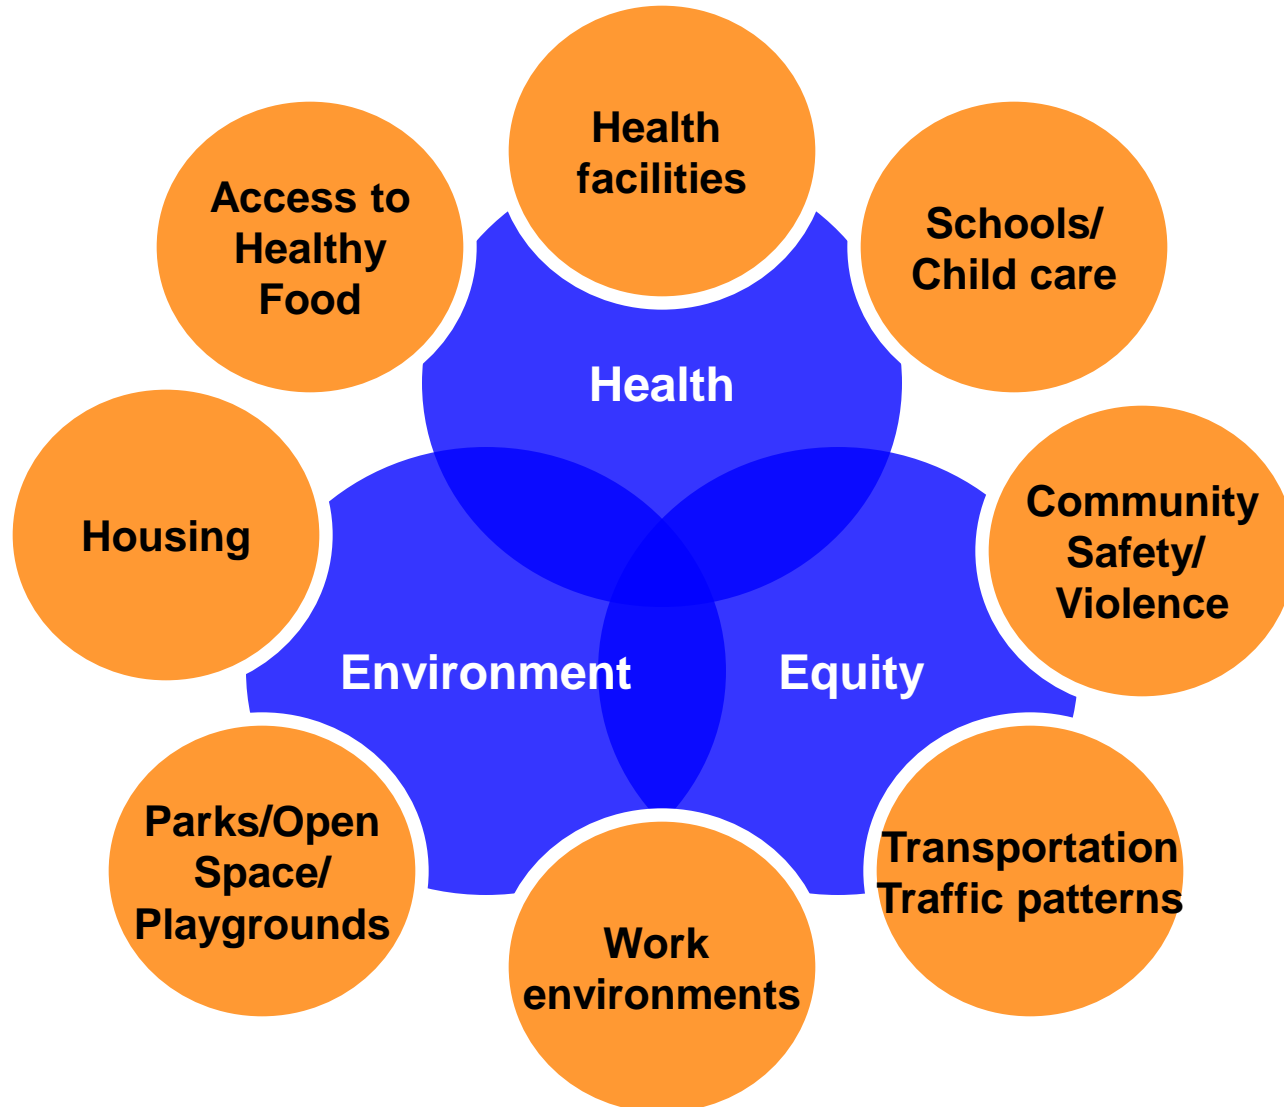 Health
facilities
Access to
Healthy
Food
Schools/
Child care
Health
Housing
Community
Safety/
Violence
Environment
Equity
Parks/Open
Space/
Playgrounds
Transportation
Traffic patterns
Work
environments